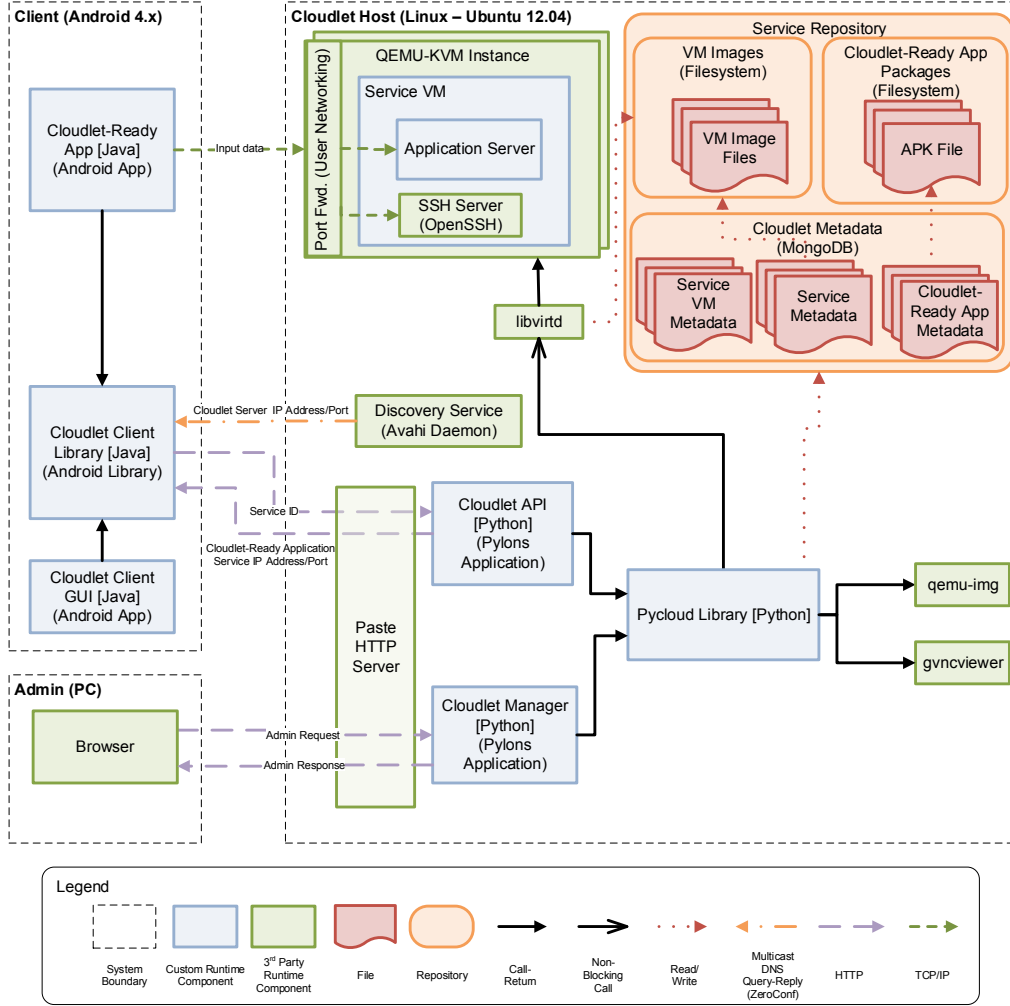 Client (Android 4.x)
Cloudlet-Ready
App [Java]
(Android App)
Cloudlet Client
Library [Java]
(Android Library)
Cloudlet Client
GUI [Java]
(Android App)
Admin (PC)
Browser
Input data
Cloudlet Server IP Address/Port
Service ID
Cloudlet-Ready Application
Service IP Address/Port
Admin Request
Admin Response
Cloudlet Host (Linux – Ubuntu 12.04)
Port Fwd. (User Networking)
QEMU-KVM Instance
Service VM
Application Server
SSH Server
(OpenSSH)
libvirtd
Discovery Service
(Avahi Daemon)
Paste
HTTP
Server
Cloudlet API
[Python]
(Pylons
Application)
Cloudlet Manager
[Python]
(Pylons
Application)
Pycloud Library [Python]
qemu-img
gvncviewer
Service Repository
VM Images
(Filesystem)
VM Image
Files
Cloudlet-Ready App
Packages
(Filesystem)
APK File
Cloudlet Metadata
(MongoDB)
Service
VM
Metadata
Service
Metadata
Cloudlet-
Ready App
Metadata
Legend
System
Boundary
Custom Runtime
Component
3rd Party
Runtime
Component
File
Repository
Call-
Return
Non-
Blocking
Call
Read/
Write
Multicast
DNS
Query-Reply
(ZeroConf)
HTTP
TCP/IP